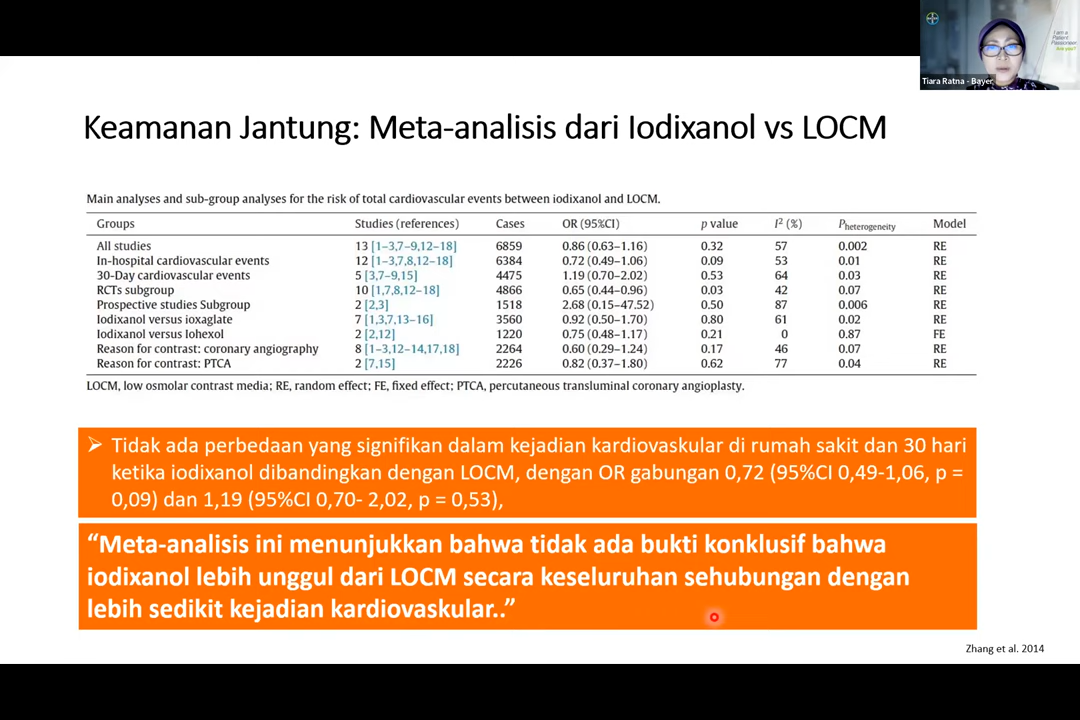 I am a
Patient
Passioneer.
Are you?
Tiara Ratna - Bayer
Keamanan Jantung: Meta-analisis dari Iodixanol vs LOCM
Main analyses and sub-group analyses for the risk of total cardiovascular events between iodixanol and LOCM.
Groups Studies (references) Cases OR (95%CI) p value I² (%) Pheterogeneity Model
All studies 13 [1–3,7–9,12–18] 6859 0.86 (0.63–1.16) 0.32 57 0.002 RE
In-hospital cardiovascular events 12 [1–3,7,8,12–18] 6384 0.72 (0.49–1.06) 0.09 53 0.01 RE
30-Day cardiovascular events 5 [3,7–9,15] 4475 1.19 (0.70–2.02) 0.53 64 0.03 RE
RCTs subgroup 10 [1,7,8,12–18] 4866 0.65 (0.44–0.96) 0.03 42 0.07 RE
Prospective studies Subgroup 2 [2,3] 1518 2.68 (0.15–47.52) 0.50 87 0.006 RE
Iodixanol versus ioxaglate 7 [1,3,7,13–16] 3560 0.92 (0.50–1.70) 0.80 61 0.02 RE
Iodixanol versus Iohexol 2 [2,12] 1220 0.75 (0.48–1.17) 0.21 0 0.87 FE
Reason for contrast: coronary angiography 8 [1–3,12–14,17,18] 2264 0.60 (0.29–1.24) 0.17 46 0.07 RE
Reason for contrast: PTCA 2 [7,15] 2226 0.82 (0.37–1.80) 0.62 77 0.04 RE
LOCM, low osmolar contrast media; RE, random effect; FE, fixed effect; PTCA, percutaneous transluminal coronary angioplasty.
➢ Tidak ada perbedaan yang signifikan dalam kejadian kardiovaskular di rumah sakit dan 30 hari
ketika iodixanol dibandingkan dengan LOCM, dengan OR gabungan 0,72 (95%CI 0,49-1,06, p =
0,09) dan 1,19 (95%CI 0,70- 2,02, p = 0,53),
“Meta-analisis ini menunjukkan bahwa tidak ada bukti konklusif bahwa
iodixanol lebih unggul dari LOCM secara keseluruhan sehubungan dengan
lebih sedikit kejadian kardiovaskular..”
Zhang et al. 2014